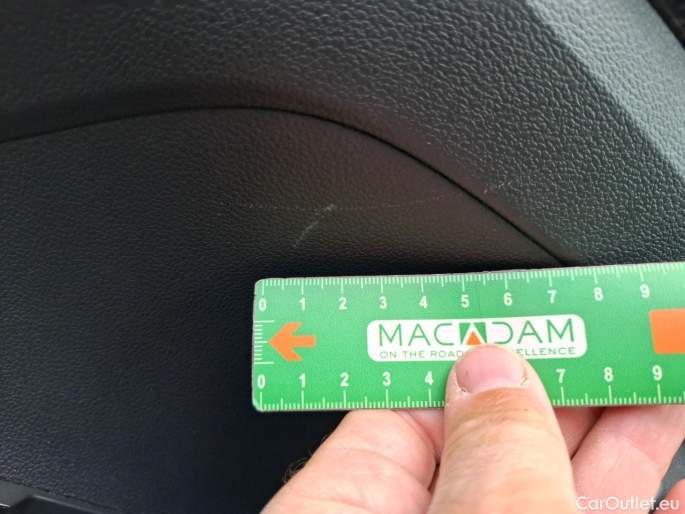 0 1 2 3 4 5 6 7 8 9
MACADAM
ON THE ROAD EXCELLENCE
0 1 2 3 4 7 8 9
CarOutlet.eu